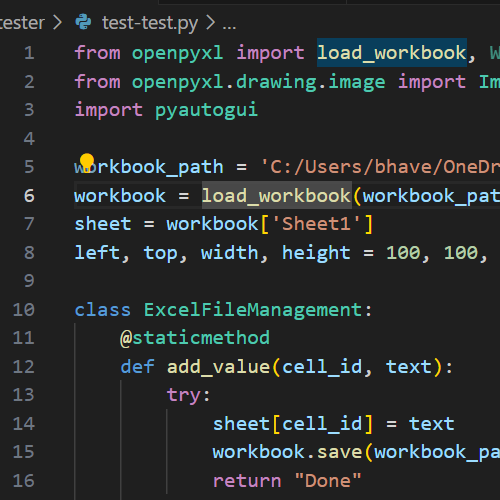 tester > test-test.py > ...
1 from openpyxl import load_workbook, W
2 from openpyxl.drawing.image import Im
3 import pyautogui
4
5 workbook_path = 'C:/Users/bhave/OneDr
6 workbook = load_workbook(workbook_pat
7 sheet = workbook['Sheet1']
8 left, top, width, height = 100, 100,
9
10 class ExcelFileManagement:
11 @staticmethod
12 def add_value(cell_id, text):
13 try:
14 sheet[cell_id] = text
15 workbook.save(workbook_pa
16 return "Done"